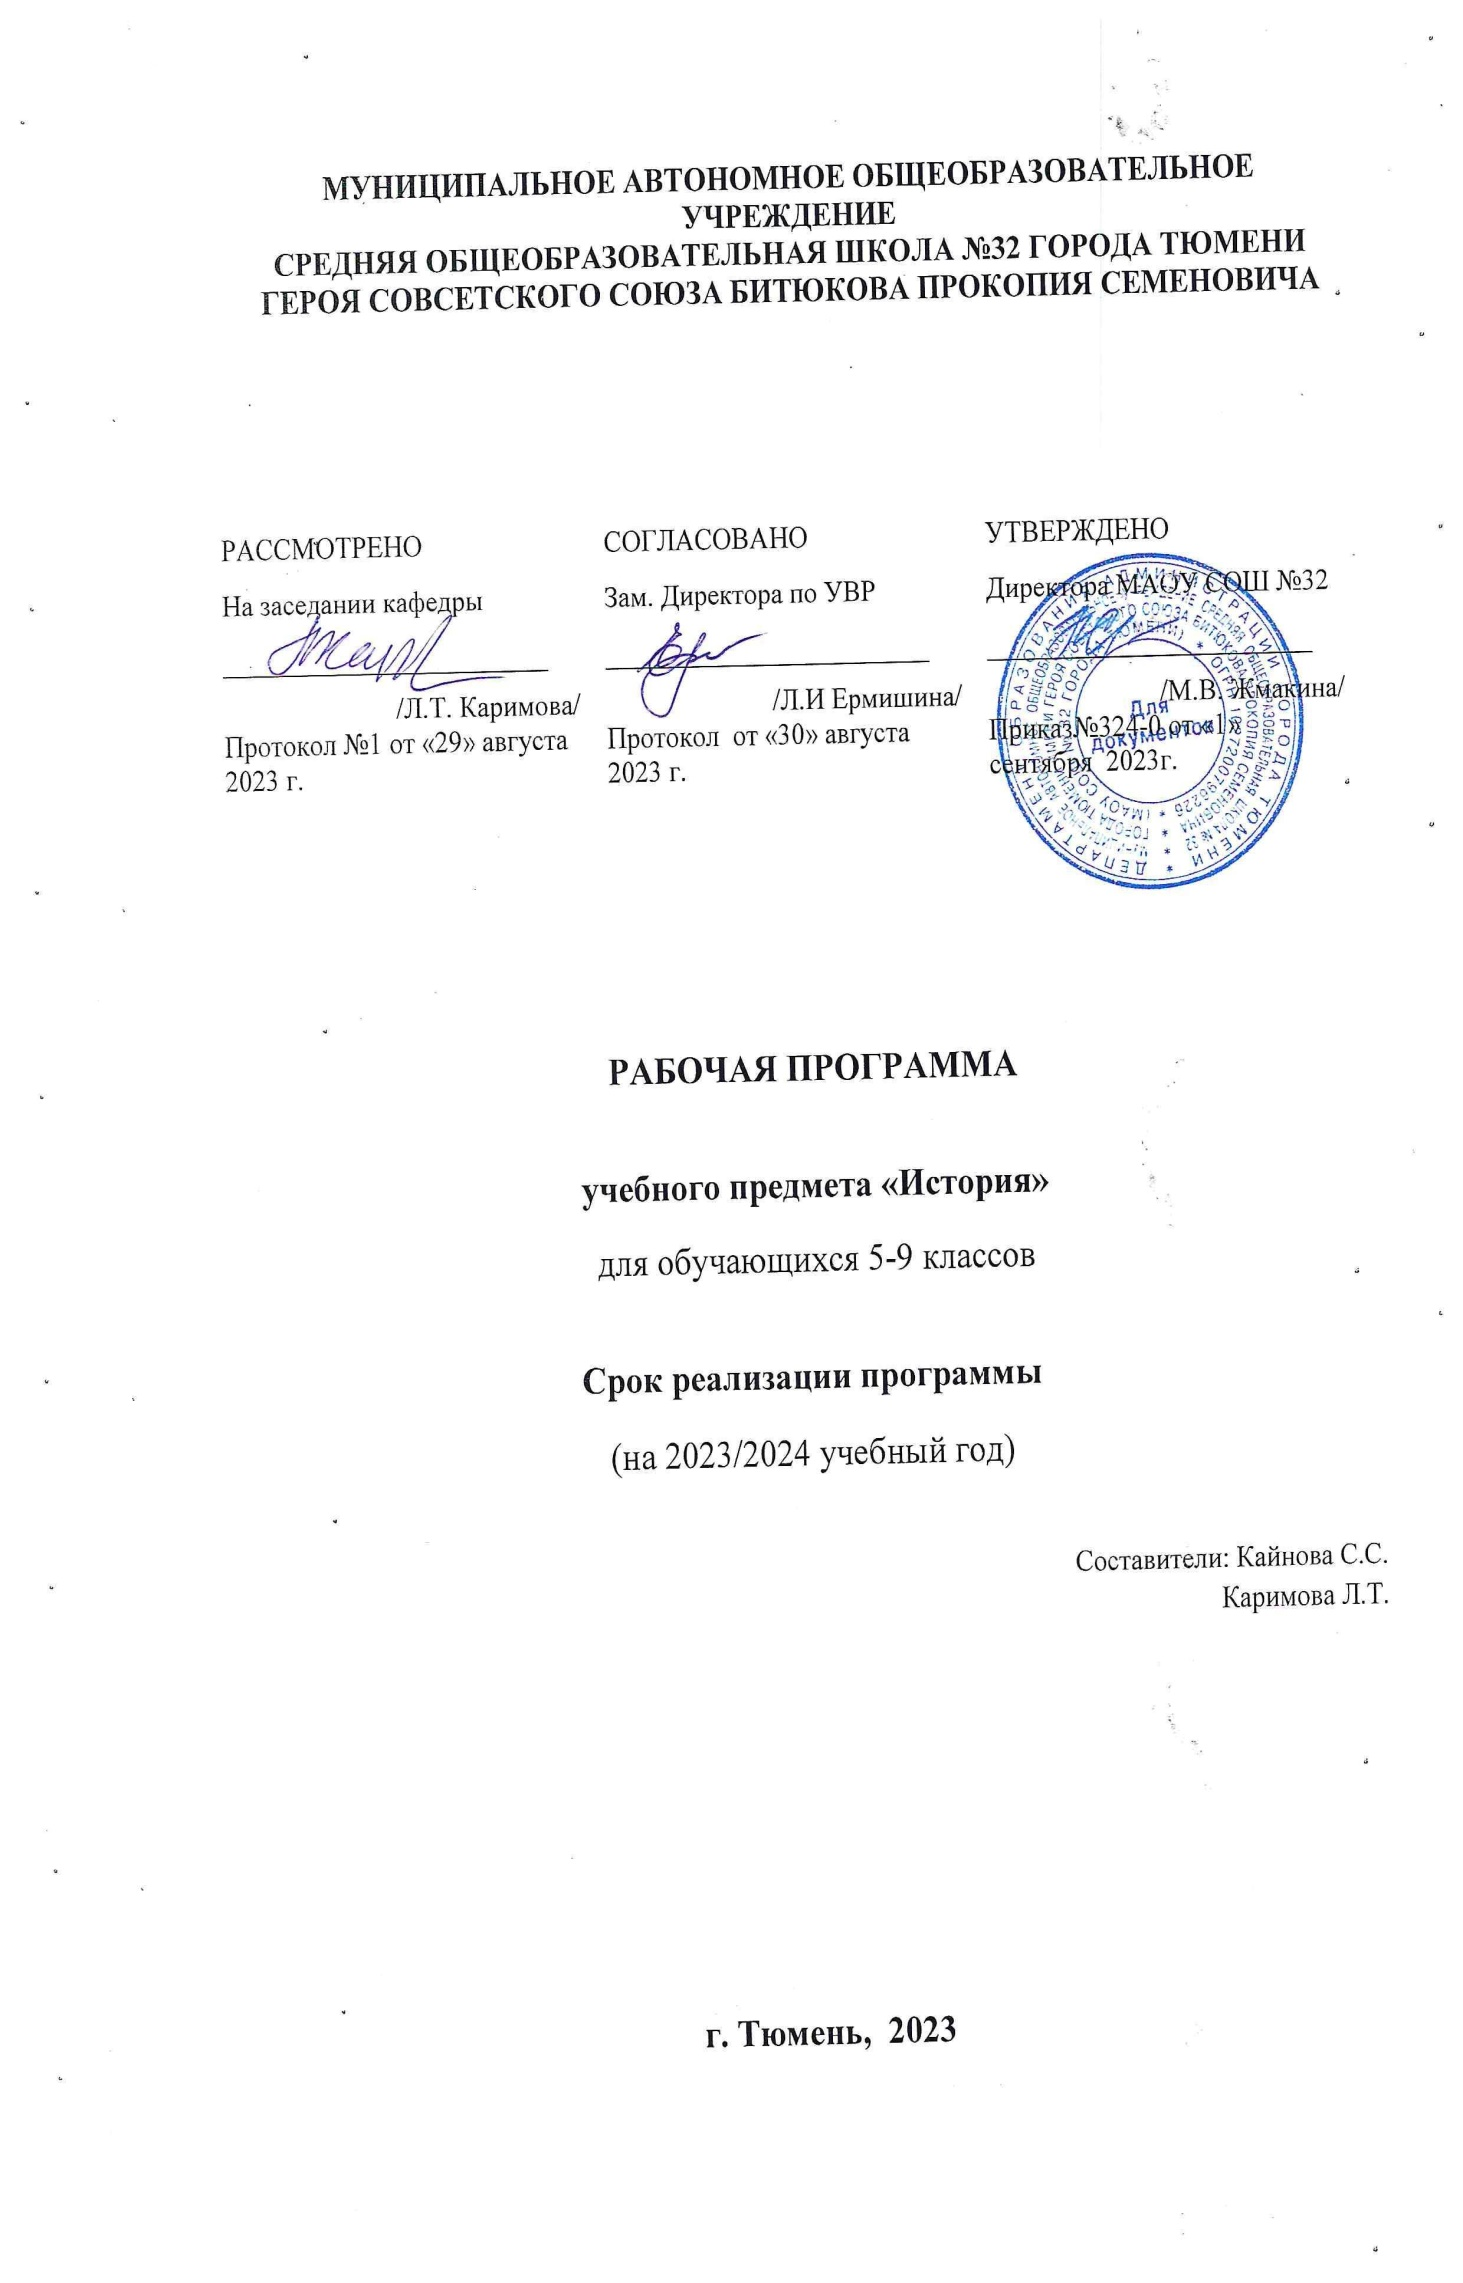 МУНИЦИПАЛЬНОЕ АВТОНОМНОЕ ОБЩЕОБРАЗОВАТЕЛЬНОЕ
УЧРЕЖДЕНИЕ
СРЕДНЯЯ ОБЩЕОБРАЗОВАТЕЛЬНАЯ ШКОЛА №32 ГОРОДА ТЮМЕНИ
ГЕРОЯ СОВСЕТСКОГО СОЮЗА БИТЮКОВА ПРОКОПИЯ СЕМЕНОВИЧА
РАССМОТРЕНО
На заседании кафедры
/Л.Т. Каримова/
Протокол №1 от «29» августа
2023 г.
СОГЛАСОВАНО
Зам. Директора по УВР
/Л.И Ермишина/
Протокол от «30» августа
2023 г.
УТВЕРЖДЕНО
Директора МАОУ СОШ №32
/М.В. Жмакина/
Приказ№324-0 от «1»
сентября 2023г.
Для
документов
РАБОЧАЯ ПРОГРАММА
учебного предмета «История»
для обучающихся 5-9 классов
Срок реализации программы
(на 2023/2024 учебный год)
Составители: Кайнова С.С.
Каримова Л.Т.
г. Тюмень, 2023